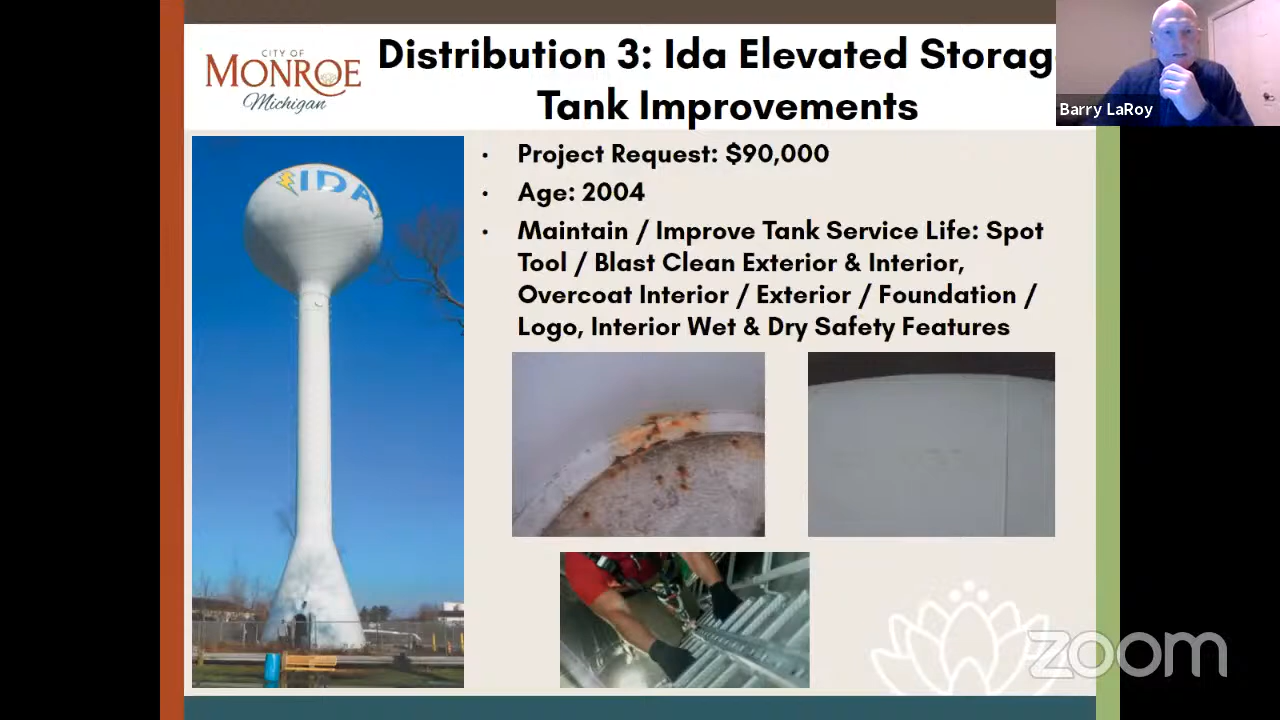 CITY OF
MONROE
Michigan
Distribution 3: Ida Elevated Storag
Tank Improvements
Barry LaRoy
IDA
• Project Request: $90,000
• Age: 2004
• Maintain / Improve Tank Service Life: Spot
Tool / Blast Clean Exterior & Interior,
Overcoat Interior / Exterior / Foundation /
Logo, Interior Wet & Dry Safety Features
zoom